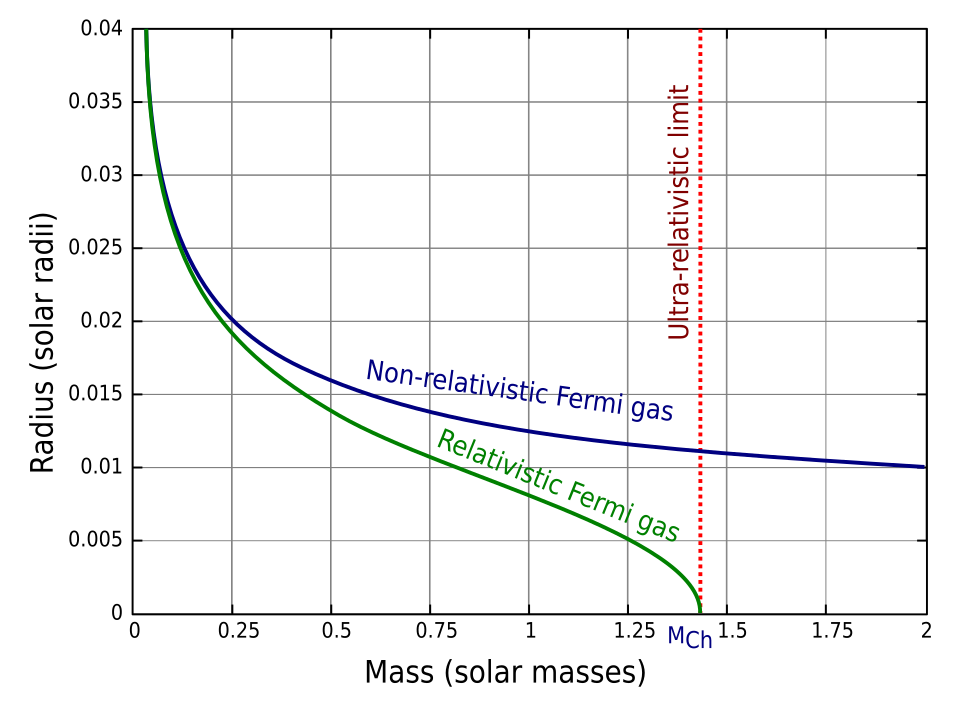 0.04
0.035
0.03
0.025
0.02
0.015
0.01
0.005
0
Radius (solar radii)
Ultra-relativistic limit
Non-relativistic Fermi gas
Relativistic Fermi gas
0 0.25 0.5 0.75 1 1.25 MCh 1.5 1.75 2
Mass (solar masses)